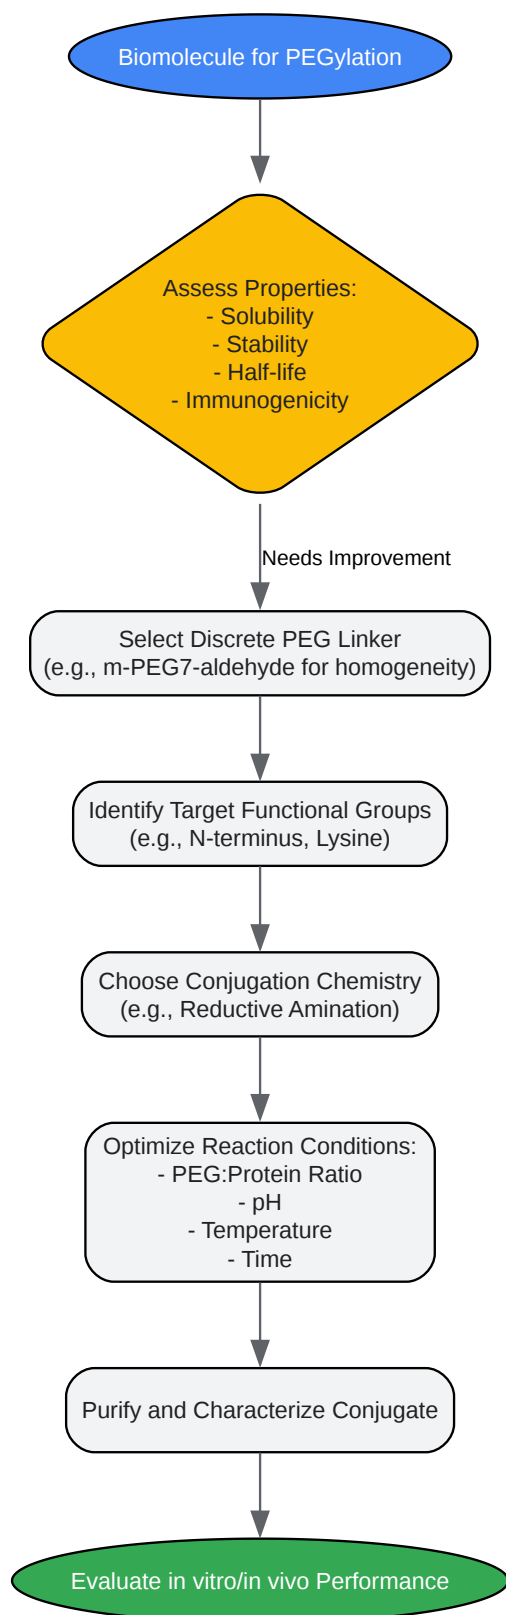 Biomolecule for PEGylation
Assess Properties:
- Solubility
- Stability
- Half-life
- Immunogenicity
Needs Improvement
Select Discrete PEG Linker
(e.g., m-PEG7-aldehyde for homogeneity)
Identify Target Functional Groups
(e.g., N-terminus, Lysine)
Choose Conjugation Chemistry
(e.g., Reductive Amination)
Optimize Reaction Conditions:
- PEG:Protein Ratio
- pH
- Temperature
- Time
Purify and Characterize Conjugate
Evaluate in vitro/in vivo Performance